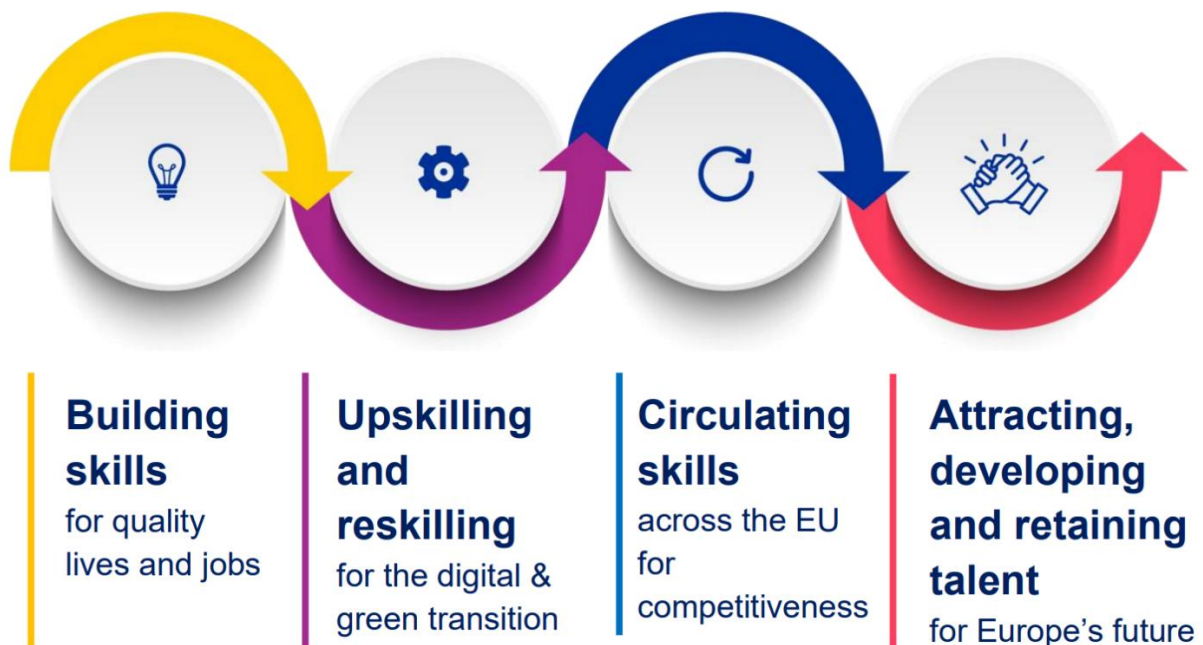 Building
skills
for quality
lives and jobs
Upskilling
and
reskilling
for the digital &
green transition
Circulating
skills
across the EU
for
competitiveness
Attracting,
developing
and retaining
talent
for Europe’s future